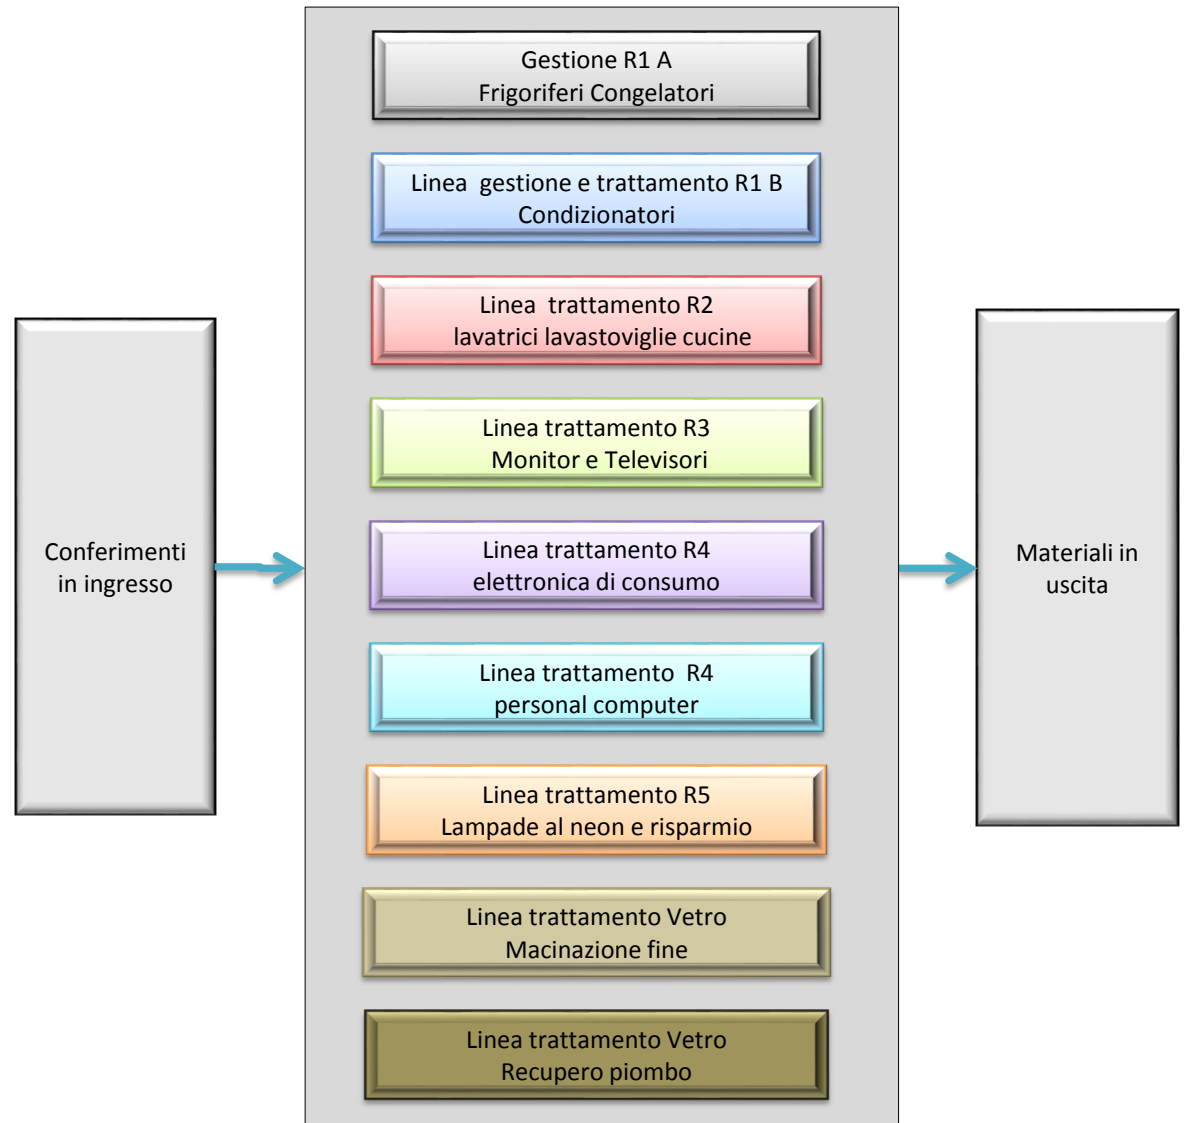 Gestione R1 A
Frigoriferi Congelatori
Linea gestione e trattamento R1 B
Condizionatori
Linea trattamento R2
lavatrici lavastoviglie cucine
Linea trattamento R3
Monitor e Televisori
Conferimenti
in ingresso
Linea trattamento R4
elettronica di consumo
Materiali in
uscita
Linea trattamento R4
personal computer
Linea trattamento R5
Lampade al neon e risparmio
Linea trattamento Vetro
Macinazione fine
Linea trattamento Vetro
Recupero piombo